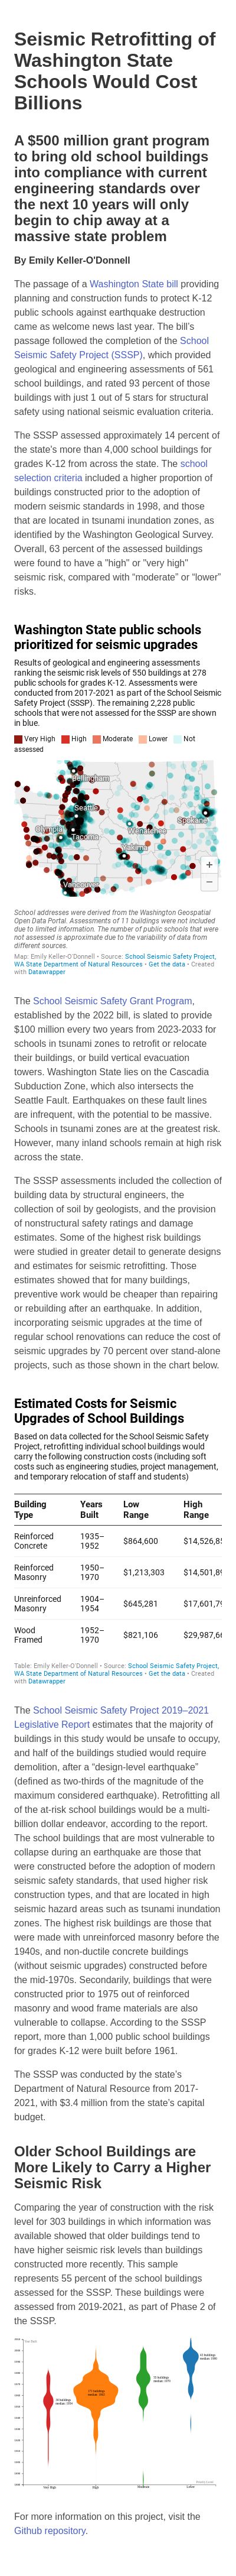 Seismic Retrofitting of
Washington State
Schools Would Cost
Billions
A $500 million grant program
to bring old school buildings
into compliance with current
engineering standards over
the next 10 years will only
begin to chip away at a
massive state problem
By Emily Keller-O'Donnell
The passage of a Washington State bill providing
planning and construction funds to protect K-12
public schools against earthquake destruction
came as welcome news last year. The bill's
passage followed the completion of the School
Seismic Safety Project (SSSP), which provided
geological and engineering assessments of 561
school buildings, and rated 93 percent of those
buildings with just 1 out of 5 stars for structural
safety using national seismic evaluation criteria.
The SSSP assessed approximately 14 percent of
the state's more than 4,000 school buildings for
grades K-12 from across the state. The school
selection criteria included a higher proportion of
buildings constructed prior to the adoption of
modern seismic standards in 1998, and those
that are located in tsunami inundation zones, as
identified by the Washington Geological Survey.
Overall, 63 percent of the assessed buildings
were found to have a "high" or "very high"
seismic risk, compared with “moderate” or “lower”
risks.
Washington State public schools
prioritized for seismic upgrades
Results of geological and engineering assessments
ranking the seismic risk levels of 550 buildings at 278
public schools for grades K-12. Assessments were
conducted from 2017-2021 as part of the School Seismic
Safety Project (SSSP). The remaining 2,228 public
schools that were not assessed for the SSSP are shown
in blue.
Very High High Moderate Lower Not
assessed
Bellingham
Seattle
Spokane
Olympia
Tacoma
Wenatchee
Yakima
Vancouver
+
−
School addresses were derived from the Washington Geospatial
Open Data Portal. Assessments of 11 buildings were not included
due to limited information. The number of public schools that were
not assessed is approximate due to the variability of data from
different sources.
Map: Emily Keller-O'Donnell • Source: School Seismic Safety Project,
WA State Department of Natural Resources • Get the data • Created
with Datawrapper
The School Seismic Safety Grant Program,
established by the 2022 bill, is slated to provide
$100 million every two years from 2023-2033 for
schools in tsunami zones to retrofit or relocate
their buildings, or build vertical evacuation
towers. Washington State lies on the Cascadia
Subduction Zone, which also intersects the
Seattle Fault. Earthquakes on these fault lines
are infrequent, with the potential to be massive.
Schools in tsunami zones are at the greatest risk.
However, many inland schools remain at high risk
across the state.
The SSSP assessments included the collection of
building data by structural engineers, the
collection of soil by geologists, and the provision
of nonstructural safety ratings and damage
estimates. Some of the highest risk buildings
were studied in greater detail to generate designs
and estimates for seismic retrofitting. Those
estimates showed that for many buildings,
preventive work would be cheaper than repairing
or rebuilding after an earthquake. In addition,
incorporating seismic upgrades at the time of
regular school renovations can reduce the cost of
seismic upgrades by 70 percent over stand-alone
projects, such as those shown in the chart below.
Estimated Costs for Seismic
Upgrades of School Buildings
Based on data collected for the School Seismic Safety
Project, retrofitting individual school buildings would
carry the following construction costs (including soft
costs such as engineering studies, project management,
and temporary relocation of staff and students)
Building Type Years Built Low Range High Range
Reinforced Concrete 1935–1952 $864,600 $14,526,8
Reinforced Masonry 1950–1970 $1,213,303 $14,501,8
Unreinforced Masonry 1904–1954 $645,281 $17,601,7
Wood Framed 1952–1970 $821,106 $29,987,6
Table: Emily Keller-O'Donnell • Source: School Seismic Safety Project,
WA State Department of Natural Resources • Get the data • Created
with Datawrapper
The School Seismic Safety Project 2019–2021
Legislative Report estimates that the majority of
buildings in this study would be unsafe to occupy,
and half of the buildings studied would require
demolition, after a “design-level earthquake”
(defined as two-thirds of the magnitude of the
maximum considered earthquake). Retrofitting all
of the at-risk school buildings would be a multi-
billion dollar endeavor, according to the report.
The school buildings that are most vulnerable to
collapse during an earthquake are those that
were constructed before the adoption of modern
seismic safety standards, that used higher risk
construction types, and that are located in high
seismic hazard areas such as tsunami inundation
zones. The highest risk buildings are those that
were made with unreinforced masonry before the
1940s, and non-ductile concrete buildings
(without seismic upgrades) constructed before
the mid-1970s. Secondarily, buildings that were
constructed prior to 1975 out of reinforced
masonry and wood frame materials are also
vulnerable to collapse. According to the SSSP
report, more than 1,000 public school buildings
for grades K-12 were built before 1961.
The SSSP was conducted by the state's
Department of Natural Resource from 2017-
2021, with $3.4 million from the state's capital
budget.
Older School Buildings are
More Likely to Carry a Higher
Seismic Risk
Comparing the year of construction with the risk
level for 303 buildings in which information was
available showed that older buildings tend to
have higher seismic risk levels than buildings
constructed more recently. This sample
represents 55 percent of the school buildings
assessed for the SSSP. These buildings were
assessed from 2019-2021, as part of Phase 2 of
the SSSP.
For more information on this project, visit the
Github repository.